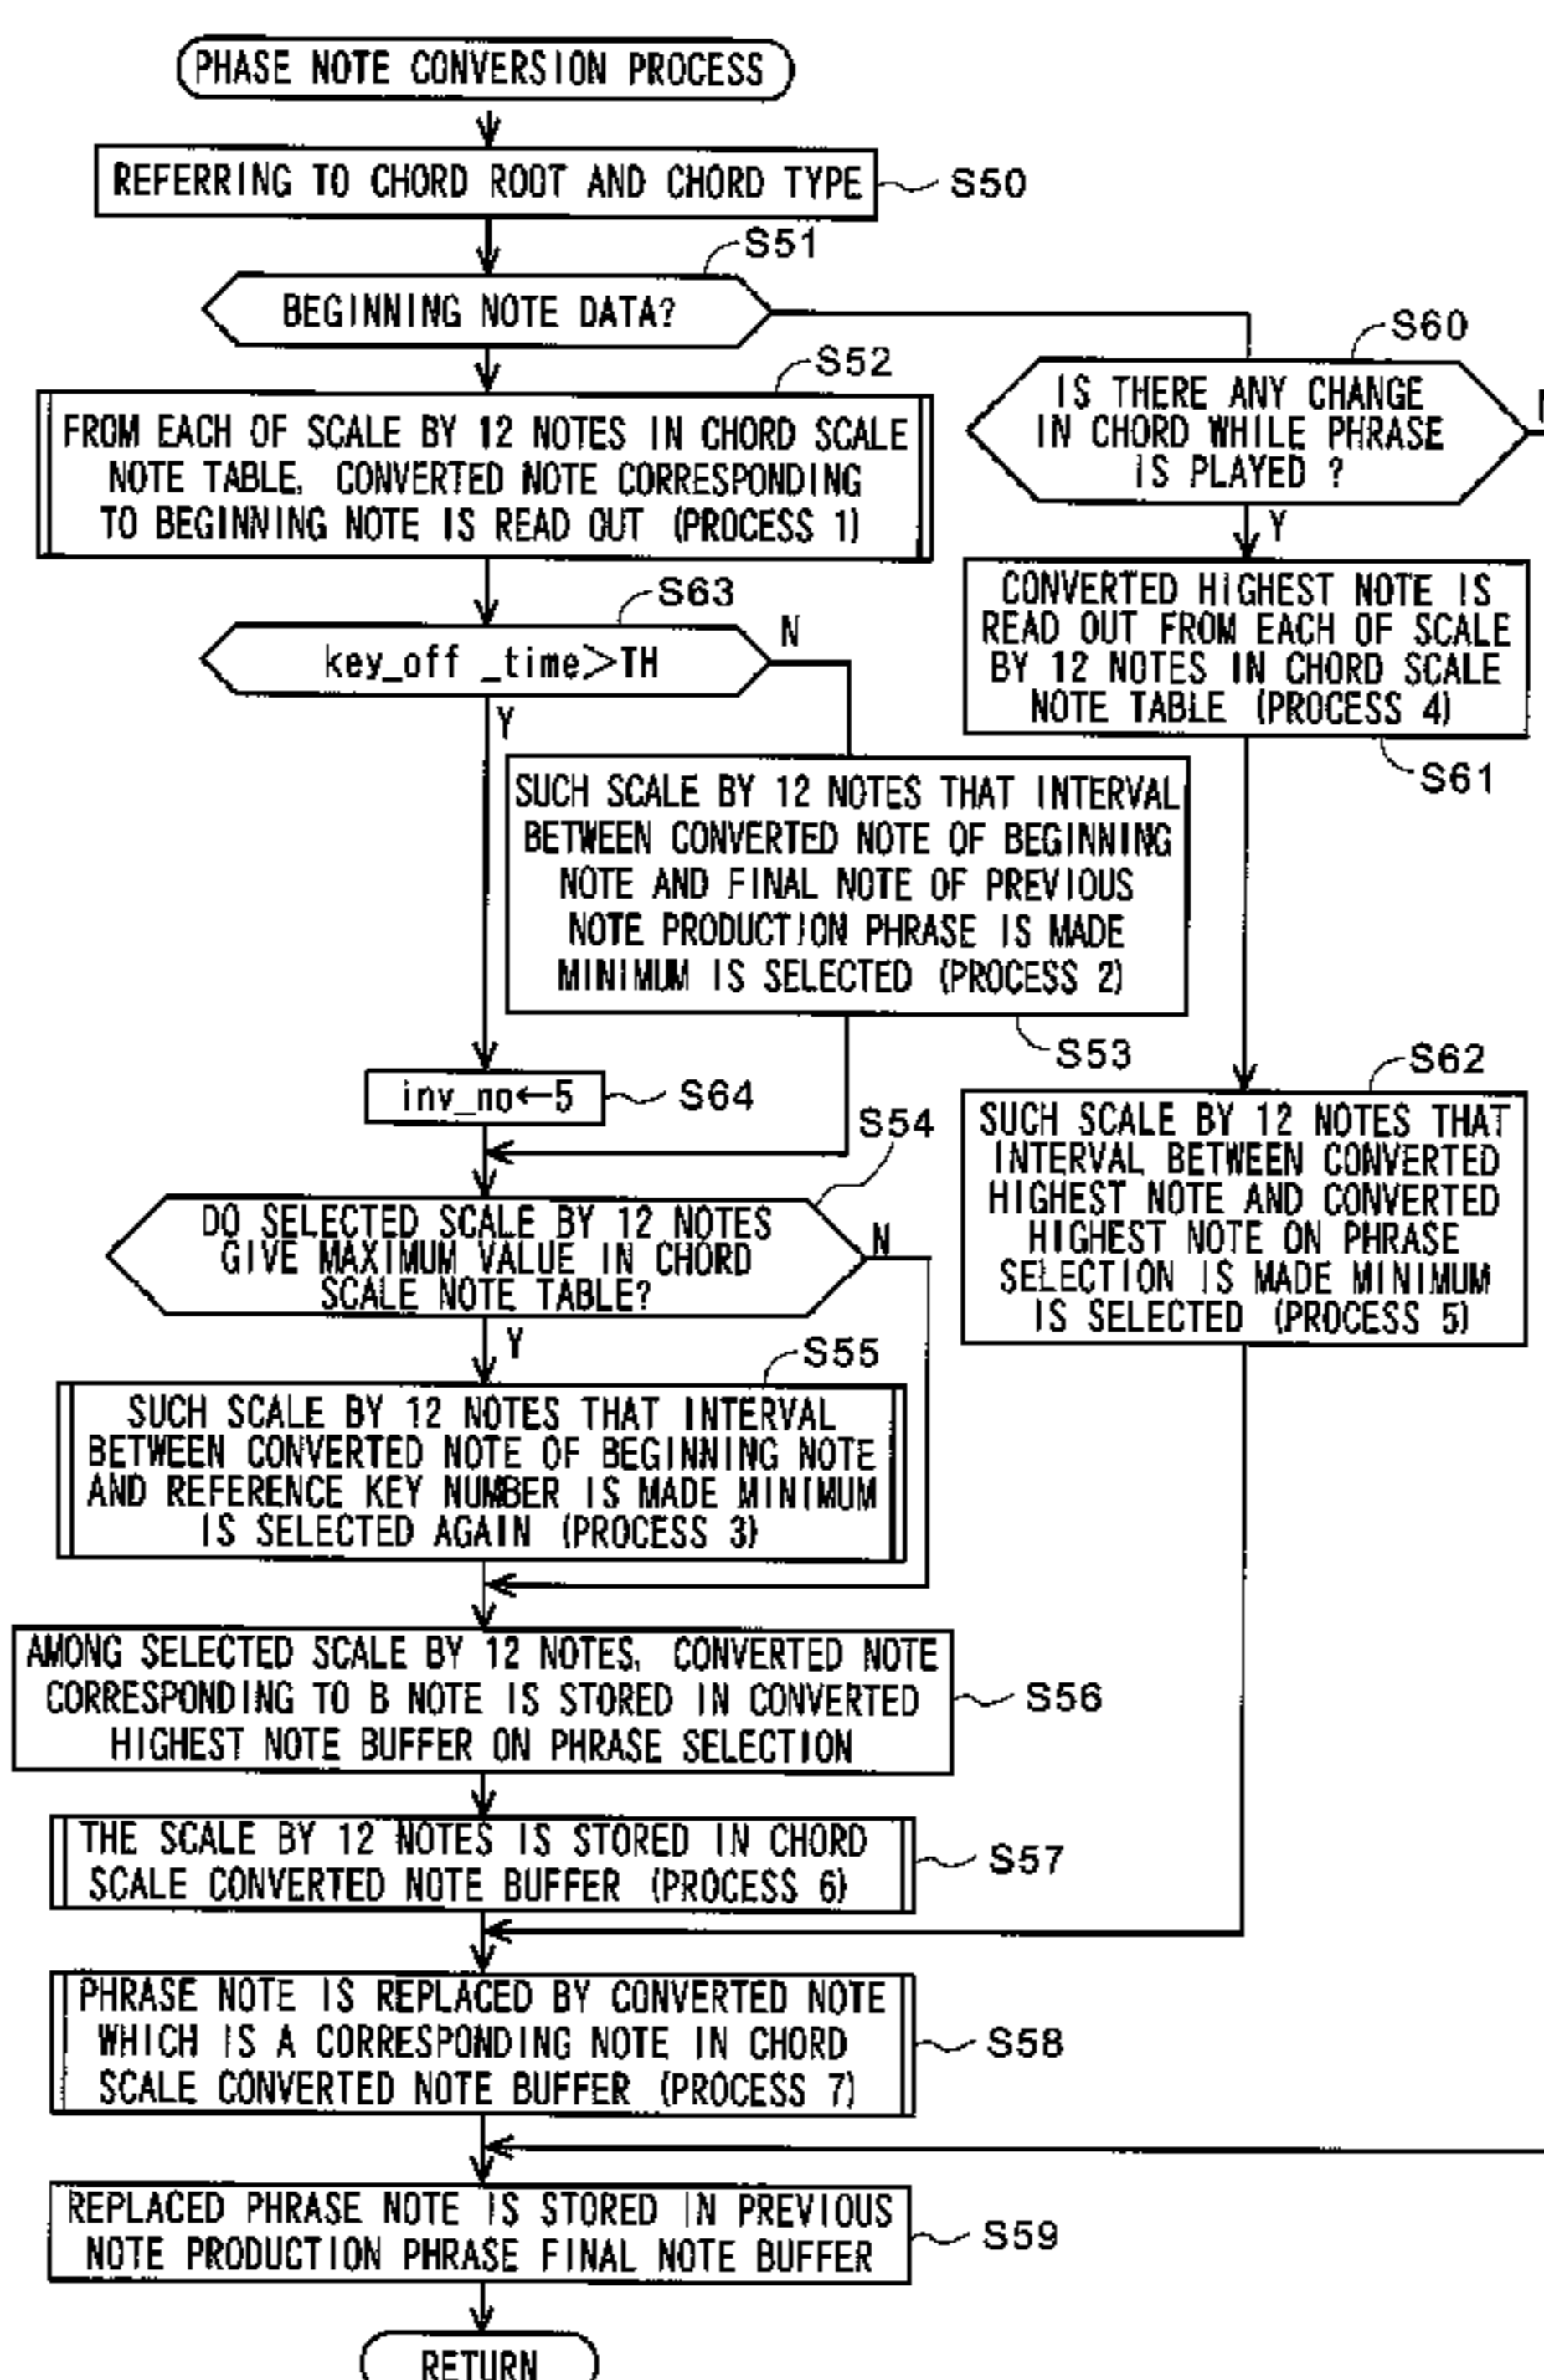 PHASE NOTE CONVERSION PROCESS
REFERRING TO CHORD ROOT AND CHORD TYPE
S50
S51
BEGINNING NOTE DATA?
S52
FROM EACH OF SCALE BY 12 NOTES IN CHORD SCALE
NOTE TABLE, CONVERTED NOTE CORRESPONDING
TO BEGINNING NOTE IS READ OUT (PROCESS 1)
S60
IS THERE ANY CHANGE
IN CHORD WHILE PHRASE
IS PLAYED ?
Y
CONVERTED HIGHEST NOTE IS
READ OUT FROM EACH OF SCALE
BY 12 NOTES IN CHORD SCALE
NOTE TABLE (PROCESS 4)
S61
S63
key_off _time>TH
N
Y
SUCH SCALE BY 12 NOTES THAT INTERVAL
BETWEEN CONVERTED NOTE OF BEGINNING
NOTE AND FINAL NOTE OF PREVIOUS
NOTE PRODUCTION PHRASE IS MADE
MINIMUM IS SELECTED (PROCESS 2)
S53
inv_no←5
S64
S62
SUCH SCALE BY 12 NOTES THAT
INTERVAL BETWEEN CONVERTED
HIGHEST NOTE AND CONVERTED
HIGHEST NOTE ON PHRASE
SELECTION IS MADE MINIMUM
IS SELECTED (PROCESS 5)
S54
DO SELECTED SCALE BY 12 NOTES
GIVE MAXIMUM VALUE IN CHORD
SCALE NOTE TABLE?
N
Y
S55
SUCH SCALE BY 12 NOTES THAT INTERVAL
BETWEEN CONVERTED NOTE OF BEGINNING NOTE
AND REFERENCE KEY NUMBER IS MADE MINIMUM
IS SELECTED AGAIN (PROCESS 3)
AMONG SELECTED SCALE BY 12 NOTES, CONVERTED NOTE
CORRESPONDING TO B NOTE IS STORED IN CONVERTED
HIGHEST NOTE BUFFER ON PHRASE SELECTION
S56
THE SCALE BY 12 NOTES IS STORED IN CHORD
SCALE CONVERTED NOTE BUFFER (PROCESS 6)
S57
PHRASE NOTE IS REPLACED BY CONVERTED NOTE
WHICH IS A CORRESPONDING NOTE IN CHORD
SCALE CONVERTED NOTE BUFFER (PROCESS 7)
S58
REPLACED PHRASE NOTE IS STORED IN PREVIOUS
NOTE PRODUCTION PHRASE FINAL NOTE BUFFER
S59
RETURN